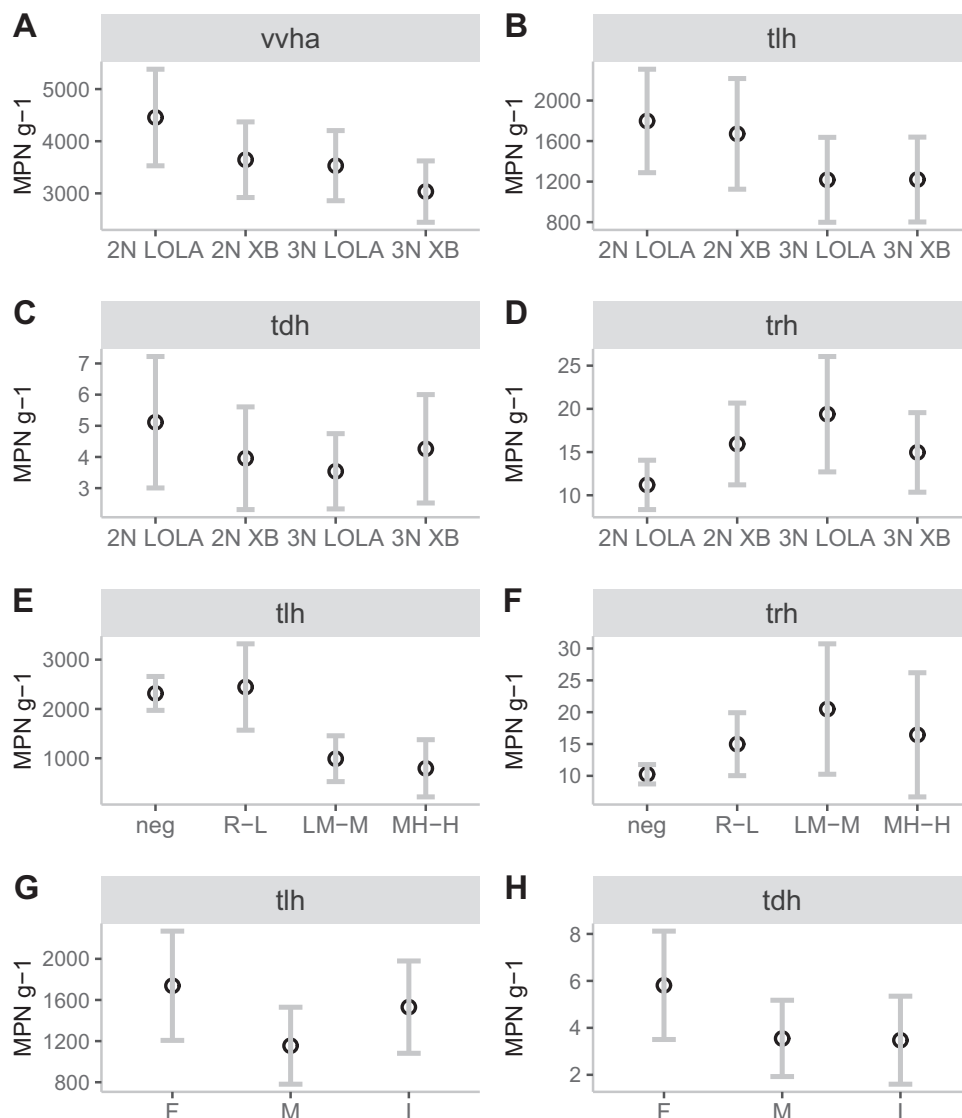 A
vvha
MPN g−1
5000
4000
3000
2N LOLA 2N XB 3N LOLA 3N XB
B
tlh
MPN g−1
2000
1600
1200
800
2N LOLA 2N XB 3N LOLA 3N XB
C
tdh
MPN g−1
7
6
5
4
3
2N LOLA 2N XB 3N LOLA 3N XB
D
trh
MPN g−1
25
20
15
10
2N LOLA 2N XB 3N LOLA 3N XB
E
tlh
MPN g−1
3000
2000
1000
neg R−L LM−M MH−H
F
trh
MPN g−1
30
25
20
15
10
neg R−L LM−M MH−H
G
tlh
MPN g−1
2000
1600
1200
800
F M I
H
tdh
MPN g−1
8
6
4
2
F M I